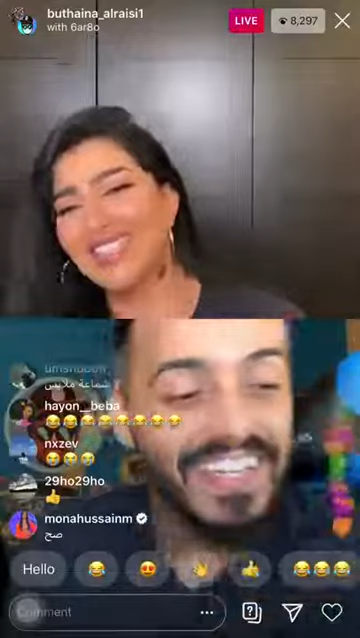 buthaina_alraisi1
with 6ar8o
LIVE
8,297
شماعة ملابس
hayon__beba
😂😂😂😂😂😂😂😂
nxzev
😂😂😂
29ho29ho
👍
monahussainm
صح
Hello
Comment